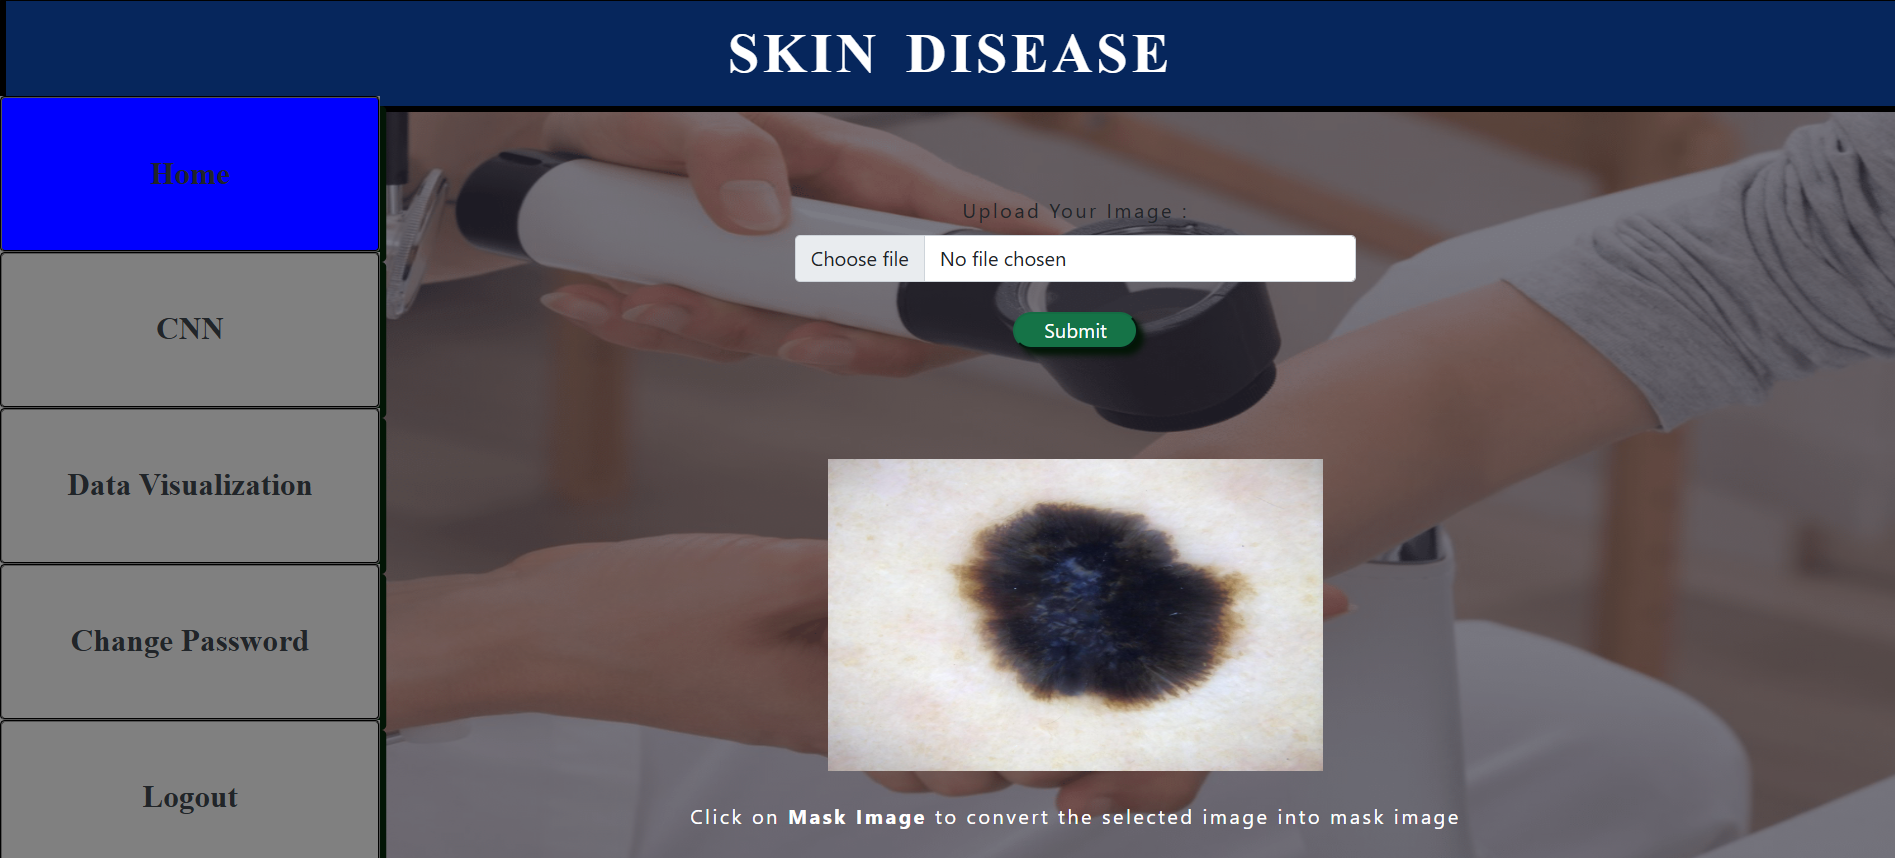 SKIN DISEASE
Home
CNN
Data Visualization
Change Password
Logout
Upload Your Image :
Choose file No file chosen
Submit
Click on Mask Image to convert the selected image into mask image